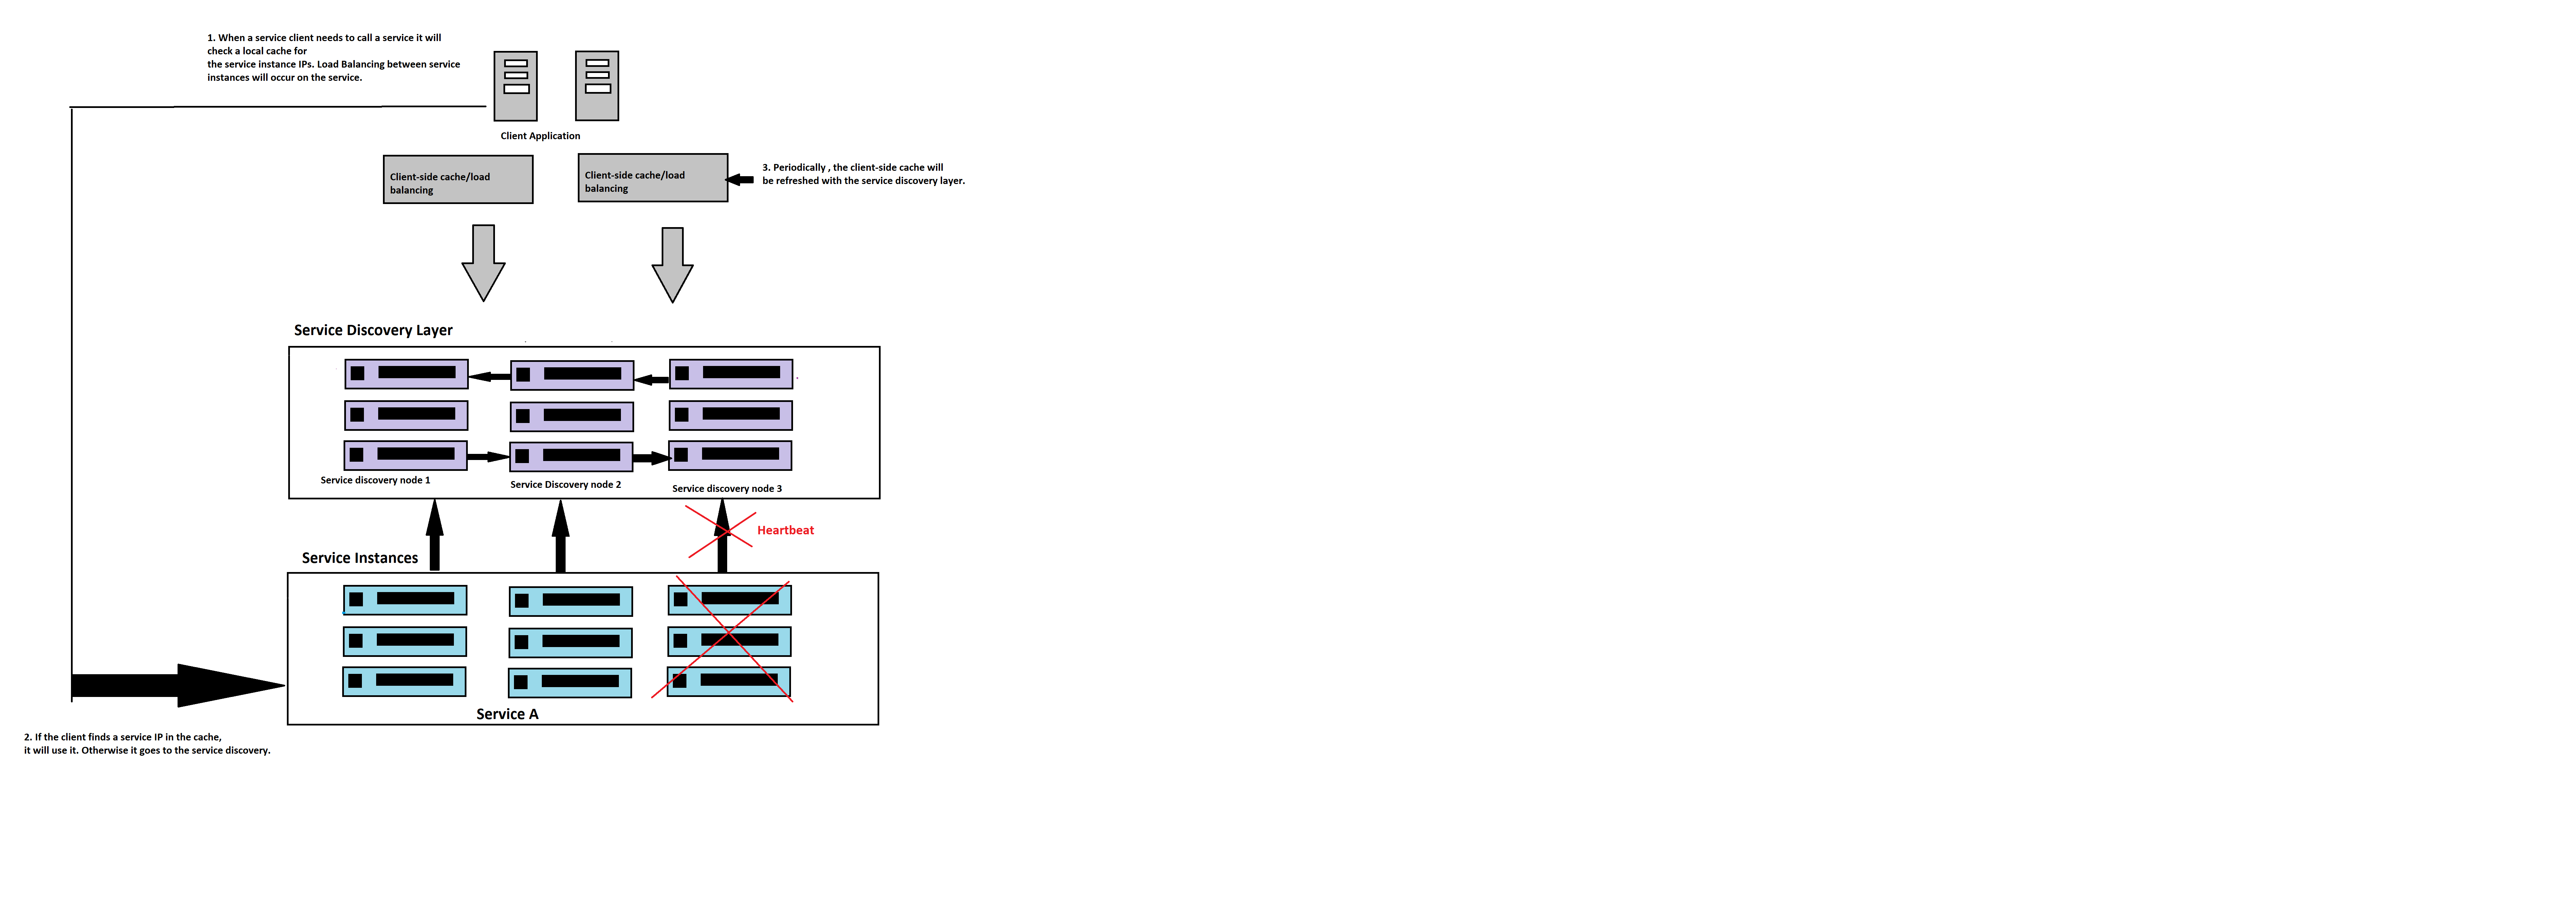 1. When a service client needs to call a service it will
check a local cache for
the service instance IPs. Load Balancing between service
instances will occur on the service.
Client Application
Client-side cache/load
balancing
Client-side cache/load
balancing
3. Periodically , the client-side cache will
be refreshed with the service discovery layer.
Service Discovery Layer
Service discovery node 1
Service Discovery node 2
Service discovery node 3
Heartbeat
Service Instances
Service A
2. If the client finds a service IP in the cache,
it will use it. Otherwise it goes to the service discovery.